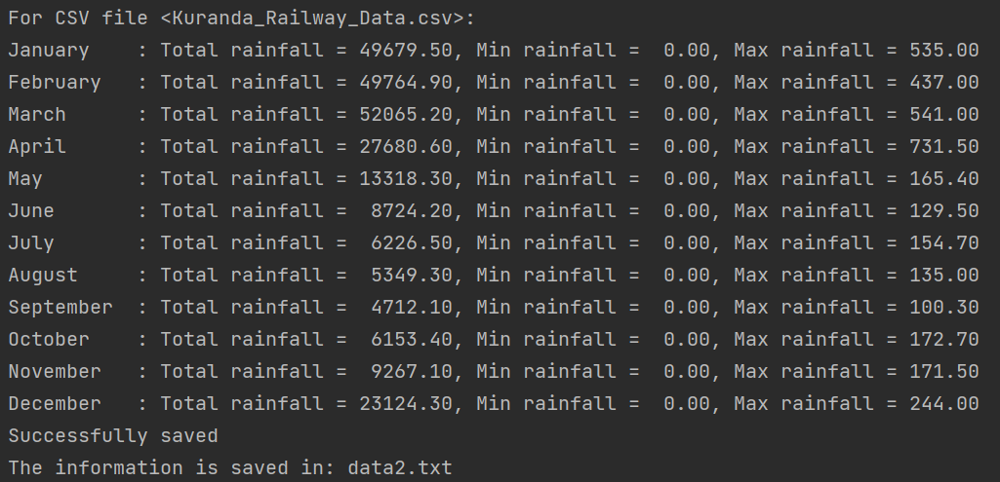 For CSV file <Kuranda_Railway_Data.csv>:
January    : Total rainfall = 49679.50, Min rainfall =  0.00, Max rainfall = 535.00
February   : Total rainfall = 49764.90, Min rainfall =  0.00, Max rainfall = 437.00
March      : Total rainfall = 52065.20, Min rainfall =  0.00, Max rainfall = 541.00
April      : Total rainfall = 27680.60, Min rainfall =  0.00, Max rainfall = 731.50
May        : Total rainfall = 13318.30, Min rainfall =  0.00, Max rainfall = 165.40
June       : Total rainfall =  8724.20, Min rainfall =  0.00, Max rainfall = 129.50
July       : Total rainfall =  6226.50, Min rainfall =  0.00, Max rainfall = 154.70
August     : Total rainfall =  5349.30, Min rainfall =  0.00, Max rainfall = 135.00
September  : Total rainfall =  4712.10, Min rainfall =  0.00, Max rainfall = 100.30
October    : Total rainfall =  6153.40, Min rainfall =  0.00, Max rainfall = 172.70
November   : Total rainfall =  9267.10, Min rainfall =  0.00, Max rainfall = 171.50
December   : Total rainfall = 23124.30, Min rainfall =  0.00, Max rainfall = 244.00
Successfully saved
The information is saved in: data2.txt